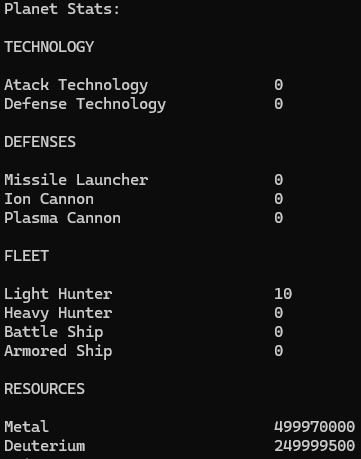 Planet Stats:
TECHNOLOGY
Atack Technology 0
Defense Technology 0
DEFENSES
Missile Launcher 0
Ion Cannon 0
Plasma Cannon 0
FLEET
Light Hunter 10
Heavy Hunter 0
Battle Ship 0
Armored Ship 0
RESOURCES
Metal 499970000
Deuterium 249999500